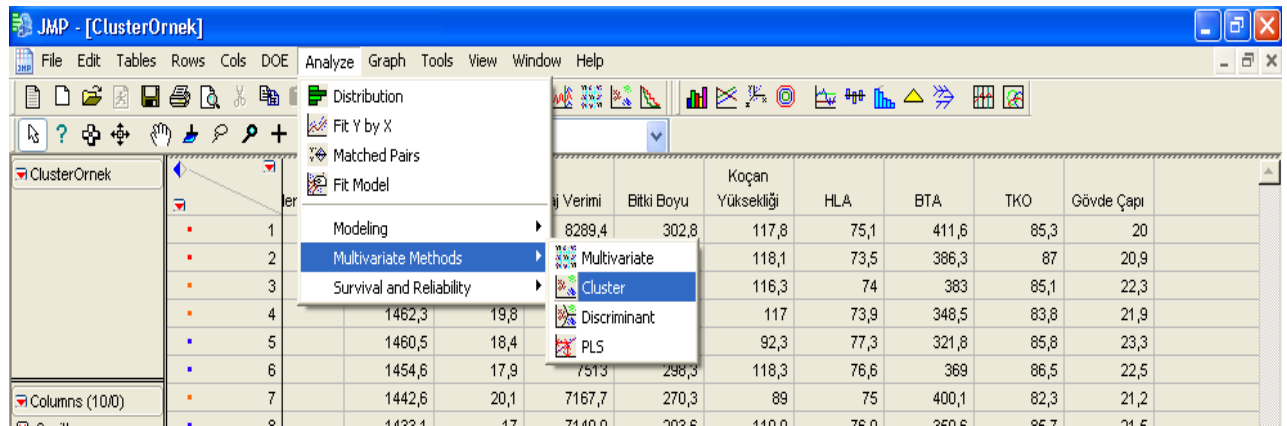 JMP - [ClusterOrnek]
File Edit Tables Rows Cols DOE Analyze Graph Tools View Window Help
Distribution
Fit Y by X
Matched Pairs
Fit Model
Modeling
Multivariate Methods
Survival and Reliability
Multivariate
Cluster
Discriminant
PLS
ClusterOrnek
Verimi Bitki Boyu Koçan Yüksekliği HLA BTA TKO Gövde Çapı
1 8289,4 302,8 117,8 75,1 411,6 85,3 20
2 118,1 73,5 386,3 87 20,9
3 116,3 74 383 85,1 22,3
4 1462,3 19,8 117 73,9 348,5 83,8 21,9
5 1460,5 18,4 92,3 77,3 321,8 85,8 23,3
6 1454,6 17,9 7513 298,3 118,3 76,6 369 86,5 22,5
Columns (10/0)
7 1442,6 20,1 7167,7 270,3 89 75 400,1 82,3 21,2